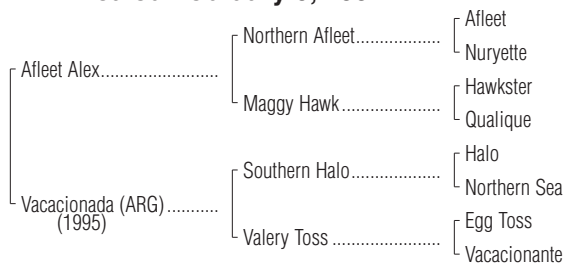 Afleet
Northern Afleet....................
Nuryette
Afleet Alex............................
Hawkster
Maggy Hawk.......................
Qualique
Halo
Southern Halo.....................
Northern Sea
Vacacionada (ARG)............
(1995)
Egg Toss
Valery Toss .........................
Vacacionante